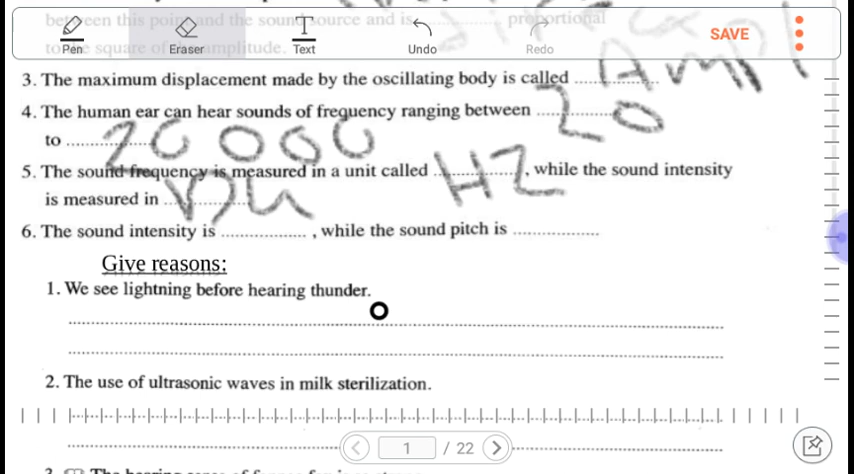 between this point and the sound source and is proportional
to the square of amplitude.
Pen Eraser Text Undo Redo SAVE
3. The maximum displacement made by the oscillating body is called .............. Ampl
4. The human ear can hear sounds of frequency ranging between .............. 20
to .............. 20000
5. The sound frequency is measured in a unit called .............. HZ , while the sound intensity
is measured in ..............
6. The sound intensity is .............. , while the sound pitch is ..............
Give reasons:
1. We see lightning before hearing thunder.
2. The use of ultrasonic waves in milk sterilization.
1 / 22